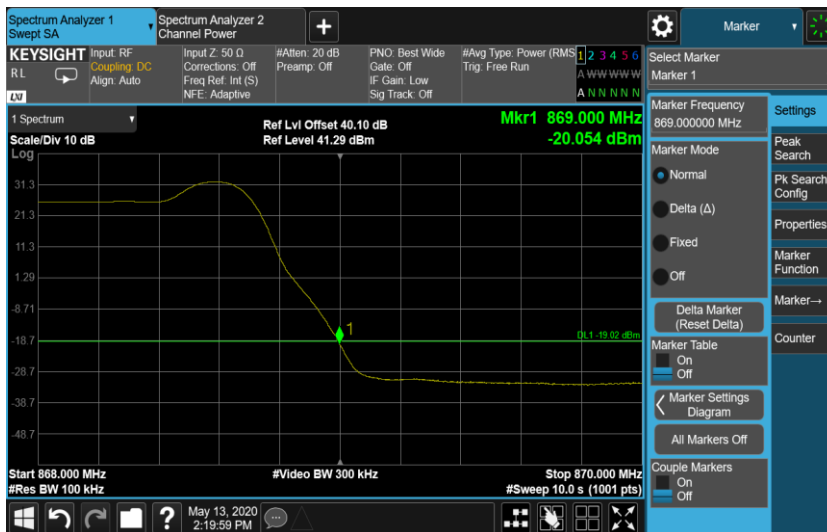 Spectrum Analyzer 1
Swept SA
Spectrum Analyzer 2
Channel Power
+
Marker
KEYSIGHT
R L
LXI
Input: RF
Coupling: DC
Align: Auto
Input Z: 50 Ω
Corrections: Off
Freq Ref: Int (S)
NFE: Adaptive
#Atten: 20 dB
Preamp: Off
PNO: Best Wide
Gate: Off
IF Gain: Low
Sig Track: Off
#Avg Type: Power (RMS
Trig: Free Run
1 2 3 4 5 6
A W W W W W
A N N N N N
Select Marker
Marker 1
1 Spectrum
Scale/Div 10 dB
Log
Ref Lvl Offset 40.10 dB
Ref Level 41.29 dBm
Mkr1 869.000 MHz
-20.054 dBm
31.3
21.3
11.3
1.29
-8.71
-18.7
-28.7
-38.7
-48.7
1
DL1 -19.02 dBm
Start 868.000 MHz
#Res BW 100 kHz
#Video BW 300 kHz
Stop 870.000 MHz
#Sweep 10.0 s (1001 pts)
Marker Frequency
869.000000 MHz
Marker Mode
Normal
Delta (Δ)
Fixed
Off
Delta Marker
(Reset Delta)
Marker Table
On
Off
Marker Settings
Diagram
All Markers Off
Couple Markers
On
Off
Settings
Peak
Search
Pk Search
Config
Properties
Marker
Function
Marker→
Counter
?
May 13, 2020
2:19:59 PM